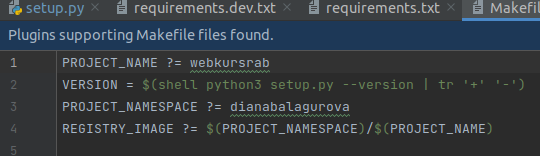 setup.py requirements.dev.txt requirements.txt Makefil
Plugins supporting Makefile files found.
1 PROJECT_NAME ?= webkursrab
2 VERSION = $(shell python3 setup.py --version | tr '+' '-')
3 PROJECT_NAMESPACE ?= dianabalagurova
4 REGISTRY_IMAGE ?= $(PROJECT_NAMESPACE)/$(PROJECT_NAME)